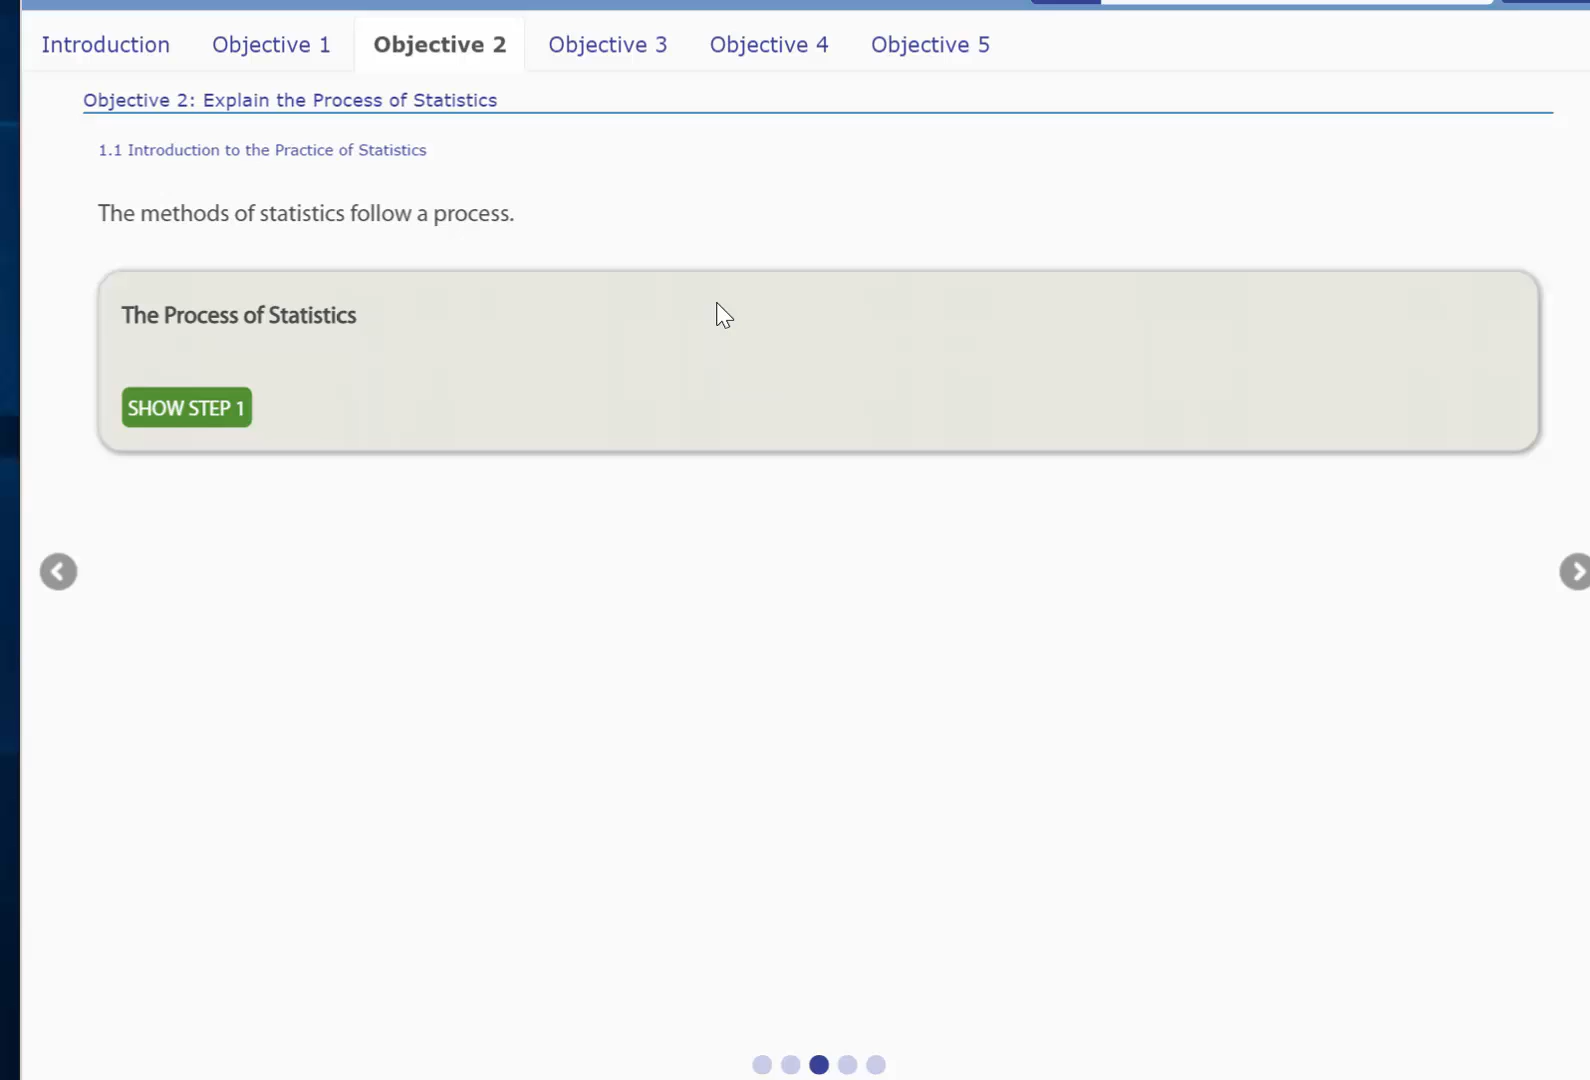 Introduction Objective 1 Objective 2 Objective 3 Objective 4 Objective 5
Objective 2: Explain the Process of Statistics
1.1 Introduction to the Practice of Statistics
The methods of statistics follow a process.
The Process of Statistics
SHOW STEP 1